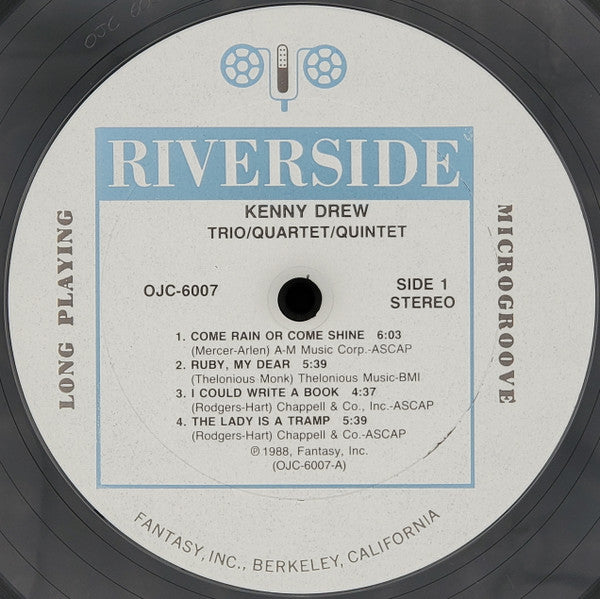 RIVERSIDE
KENNY DREW
TRIO/QUARTET/QUINTET
LONG PLAYING
MICROGROOVE
OJC-6007
SIDE 1
STEREO
1. COME RAIN OR COME SHINE 6:03
(Mercer-Arlen) A-M Music Corp.-ASCAP
2. RUBY, MY DEAR 5:39
(Thelonious Monk) Thelonious Music-BMI
3. I COULD WRITE A BOOK 4:37
(Rodgers-Hart) Chappell & Co., Inc.-ASCAP
4. THE LADY IS A TRAMP 5:39
(Rodgers-Hart) Chappell & Co.-ASCAP
℗ 1988, Fantasy, Inc.
(OJC-6007-A)
FANTASY, INC., BERKELEY, CALIFORNIA